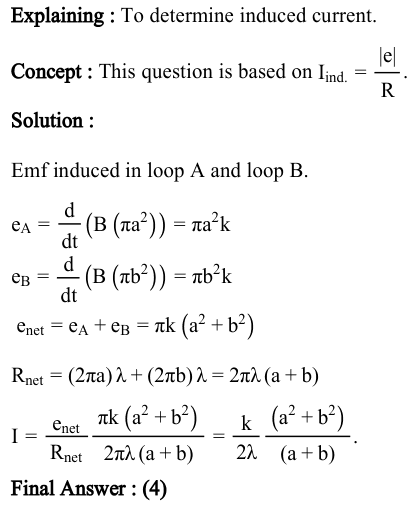 Explaining : To determine induced current.
Concept : This question is based on I_ind. = |e|/R.
Solution :
Emf induced in loop A and loop B.
e_A = d/dt (B (πa²)) = πa²k
e_B = d/dt (B (πb²)) = πb²k
e_net = e_A + e_B = πk (a² + b²)
R_net = (2πa) λ + (2πb) λ = 2πλ (a + b)
I = e_net/R_net πk (a² + b²)/2πλ (a + b) = k/2λ (a² + b²)/(a + b).
Final Answer : (4)